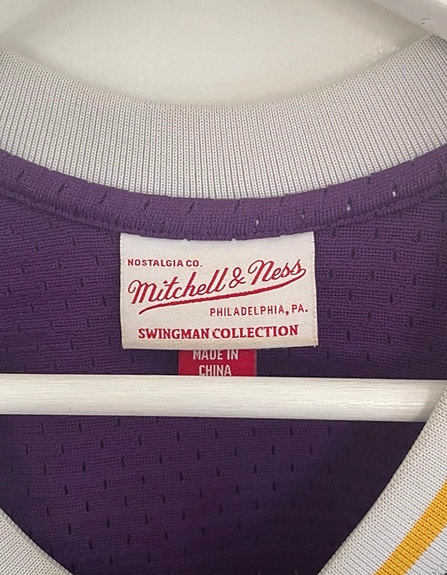 NOSTALGIA CO.
Mitchell & Ness
PHILADELPHIA, PA.
SWINGMAN COLLECTION
MADE IN
CHINA